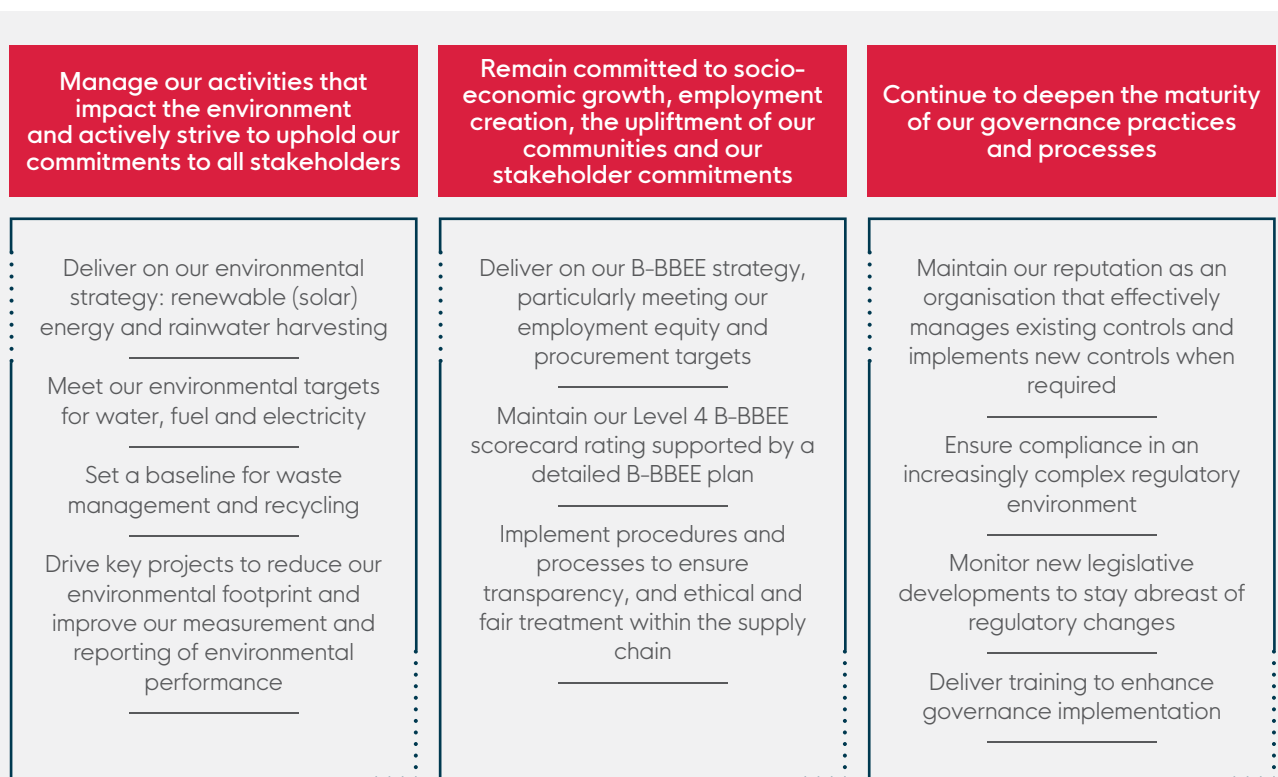 Manage our activities that
impact the environment
and actively strive to uphold our
commitments to all stakeholders
Deliver on our environmental
strategy: renewable (solar)
energy and rainwater harvesting
Meet our environmental targets
for water, fuel and electricity
Set a baseline for waste
management and recycling
Drive key projects to reduce our
environmental footprint and
improve our measurement and
reporting of environmental
performance
Remain committed to socio-
economic growth, employment
creation, the upliftment of our
communities and our
stakeholder commitments
Deliver on our B-BBEE strategy,
particularly meeting our
employment equity and
procurement targets
Maintain our Level 4 B-BBEE
scorecard rating supported by a
detailed B-BBEE plan
Implement procedures and
processes to ensure
transparency, and ethical and
fair treatment within the supply
chain
Continue to deepen the maturity
of our governance practices
and processes
Maintain our reputation as an
organisation that effectively
manages existing controls and
implements new controls when
required
Ensure compliance in an
increasingly complex regulatory
environment
Monitor new legislative
developments to stay abreast of
regulatory changes
Deliver training to enhance
governance implementation